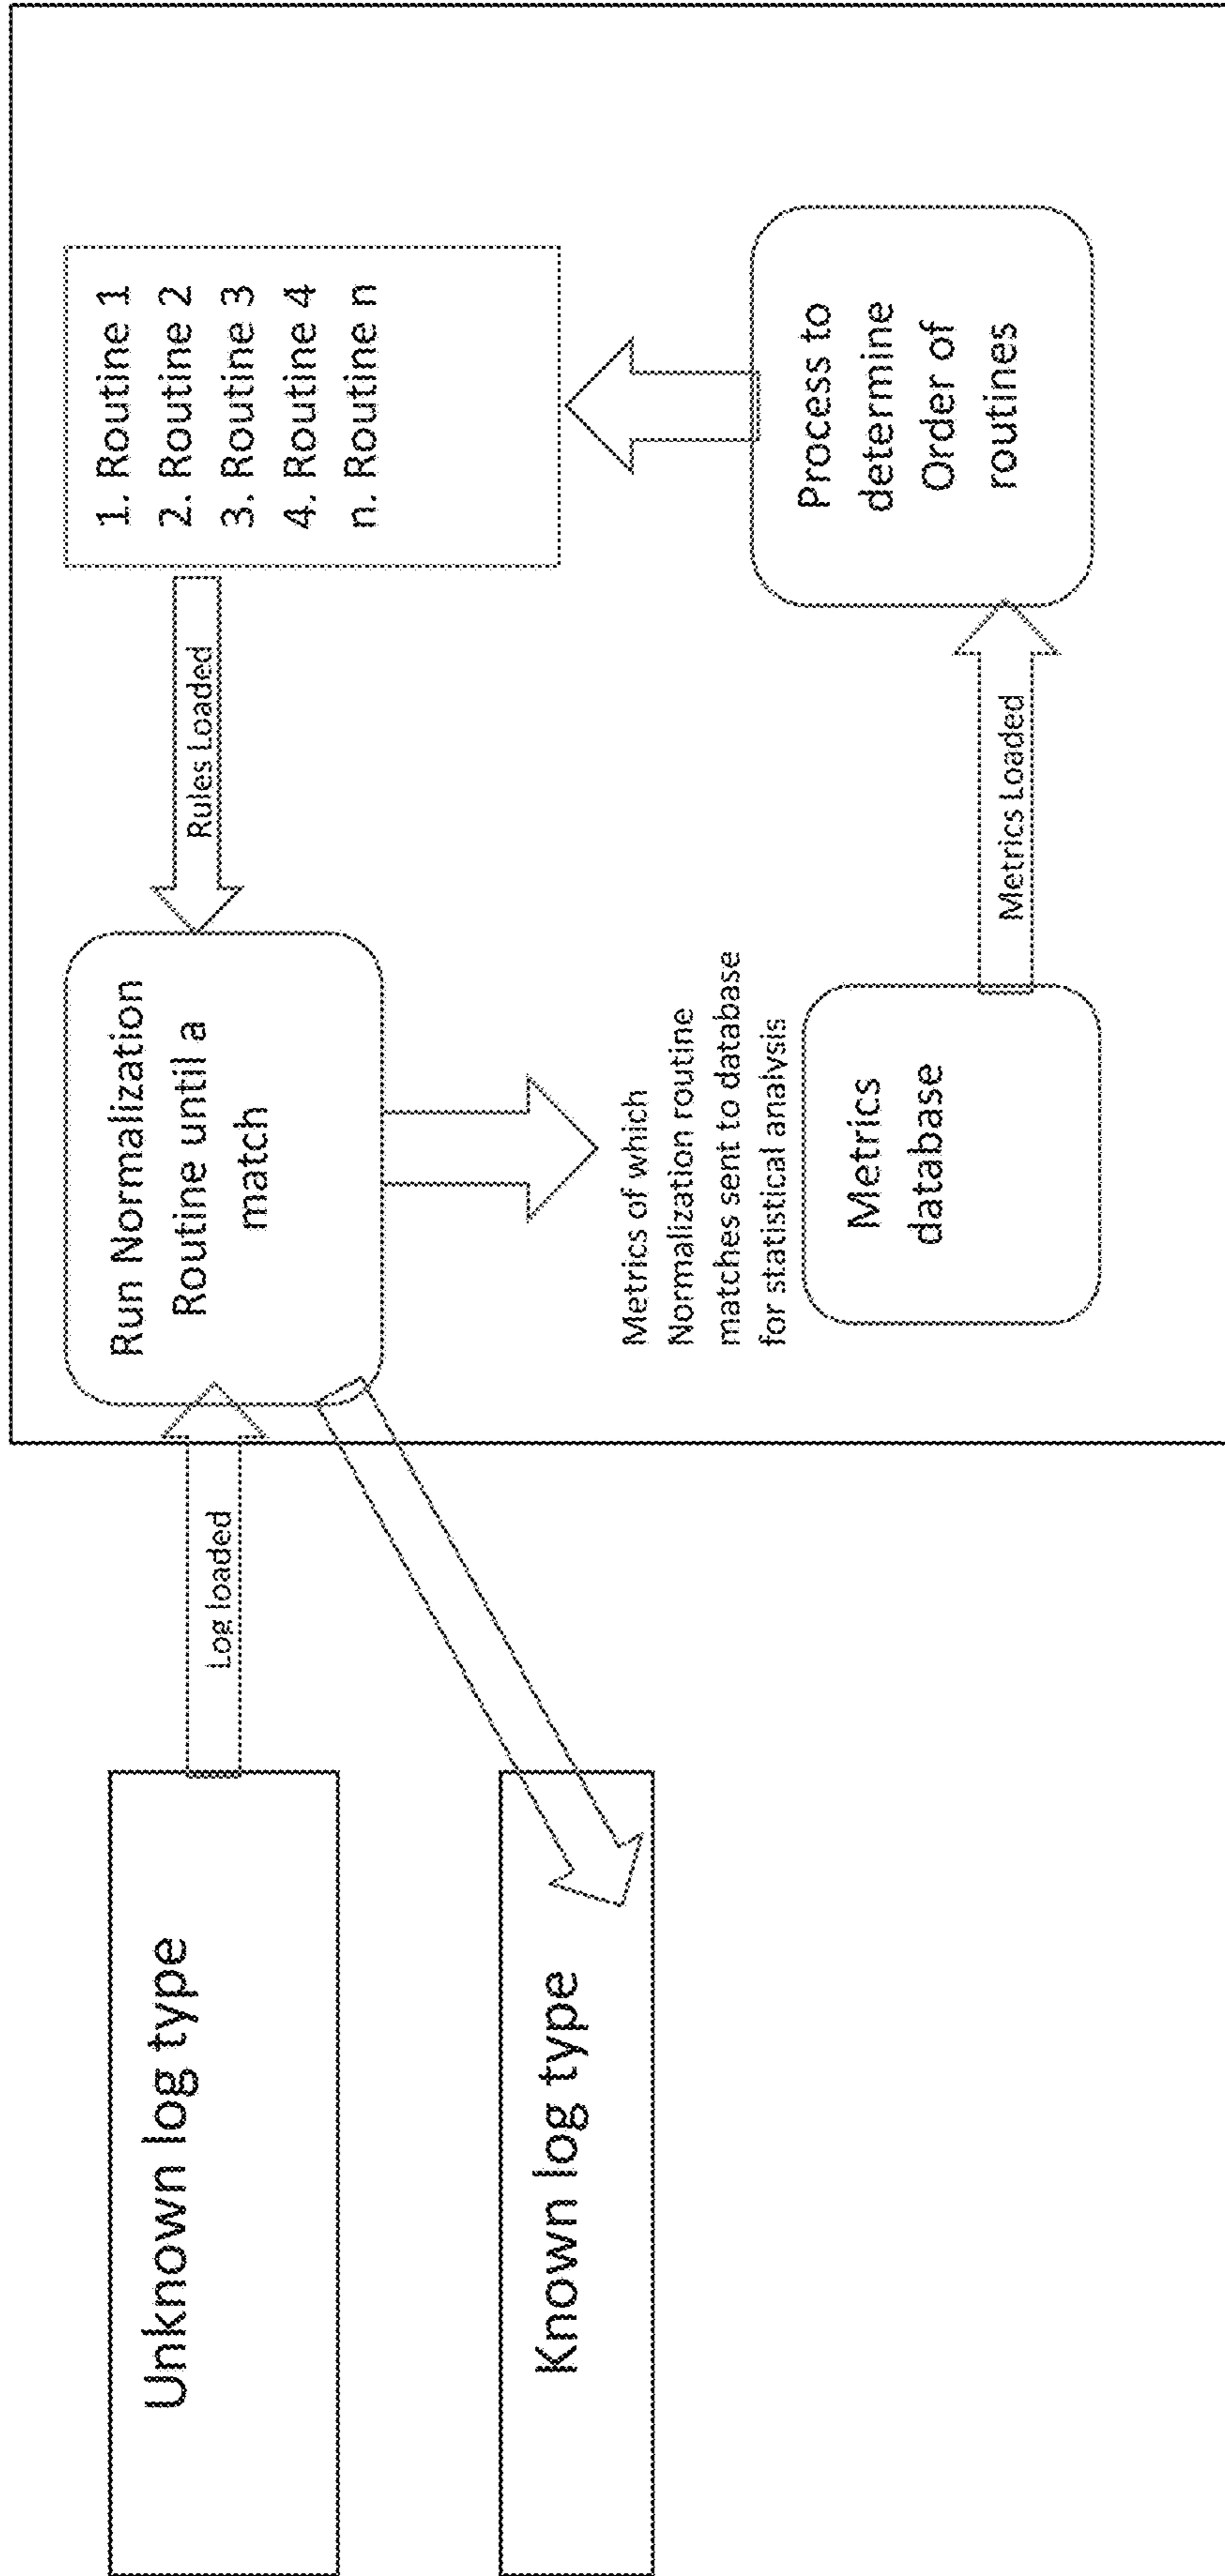 Unknown log type
Log loaded
Run Normalization
Routine until a
match
Rules Loaded
1. Routine 1
2. Routine 2
3. Routine 3
4. Routine 4
n. Routine n
Known log type
Metrics of which
Normalization routine
matches sent to database
for statistical analysis
Metrics
database
Metrics Loaded
Process to
determine
Order of
routines